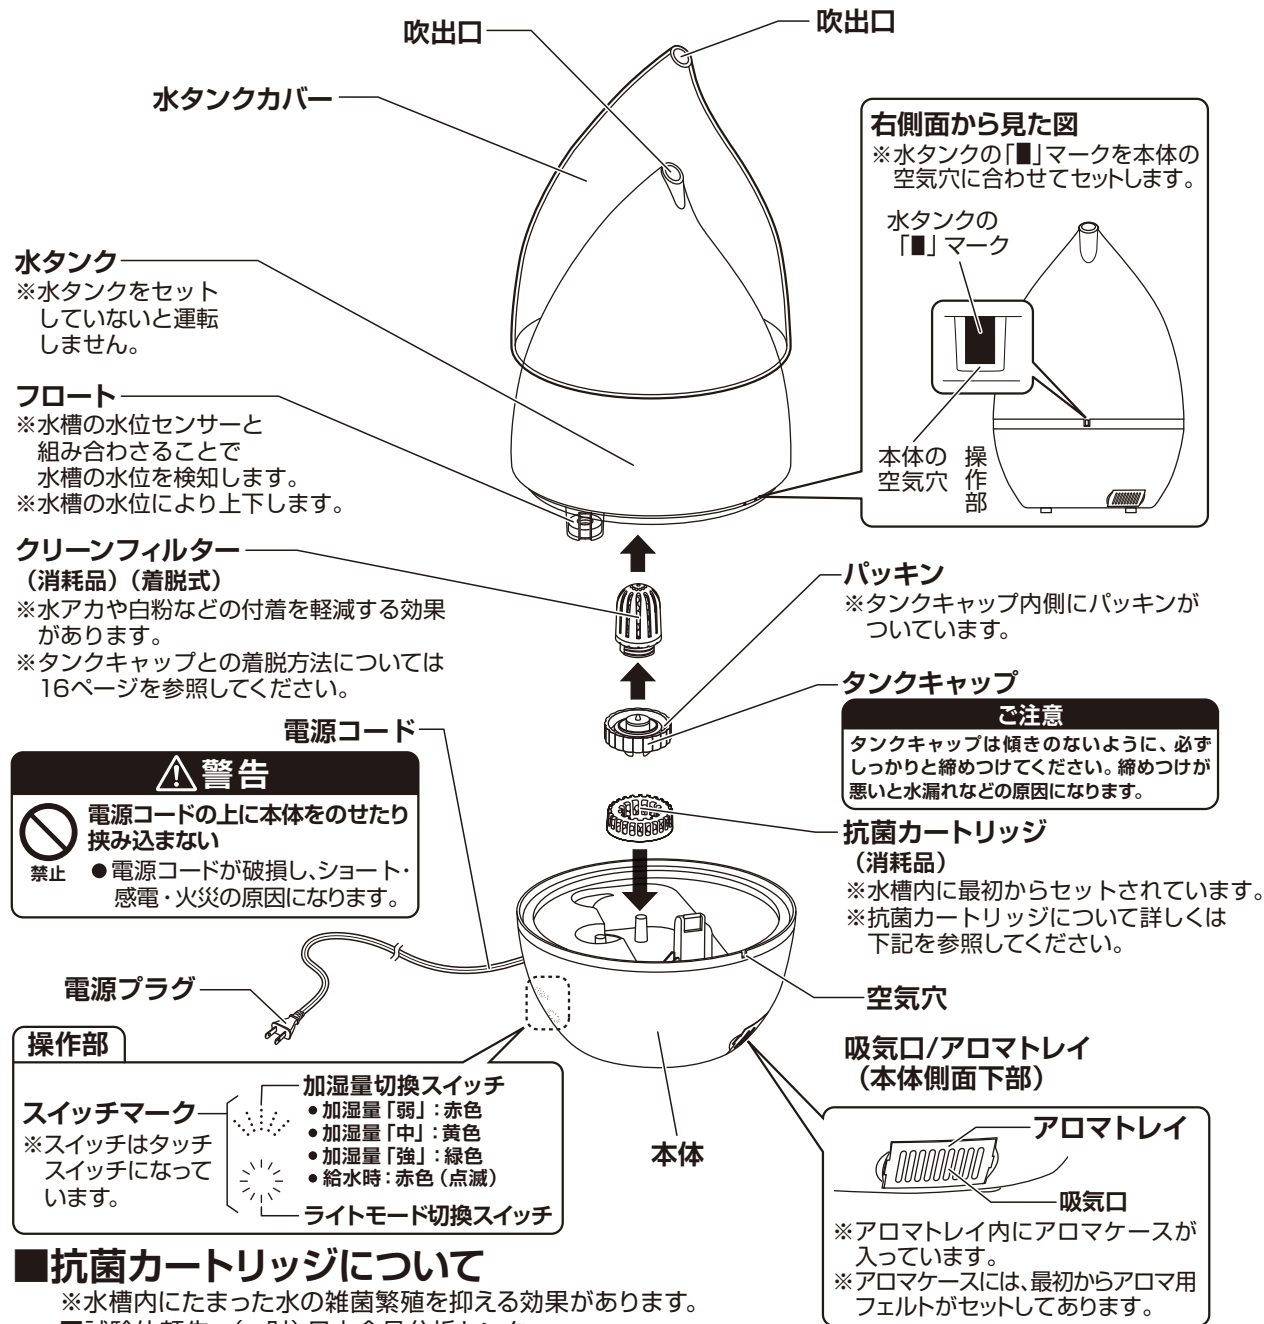 吹出口
吹出口
水タンクカバー
右側面から見た図
※水タンクの「■」マークを本体の
空気穴に合わせてセットします。
水タンクの
「■」マーク
本体の
空気穴
操作部
水タンク
※水タンクをセット
していないと運転
しません。
フロート
※水槽の水位センサーと
組み合わさることで
水槽の水位を検知します。
※水槽の水位により上下します。
クリーンフィルター
（消耗品）（着脱式）
※水アカや白粉などの付着を軽減する効果
があります。
※タンクキャップとの着脱方法については
16ページを参照してください。
パッキン
※タンクキャップ内側にパッキンが
ついています。
タンクキャップ
ご注意
タンクキャップは傾きのないように、必ず
しっかりと締めつけてください。締めつけが
悪いと水漏れなどの原因になります。
電源コード
警告
禁止
電源コードの上に本体をのせたり
挟み込まない
●電源コードが破損し、ショート・
感電・火災の原因になります。
抗菌カートリッジ
（消耗品）
※水槽内に最初からセットされています。
※抗菌カートリッジについて詳しくは
下記を参照してください。
電源プラグ
空気穴
吸気口/アロマトレイ
（本体側面下部）
操作部
スイッチマーク
※スイッチはタッチ
スイッチになって
います。
加湿量切換スイッチ
●加湿量「弱」：赤色
●加湿量「中」：黄色
●加湿量「強」：緑色
●給水時：赤色（点滅）
ライトモード切換スイッチ
本体
アロマトレイ
吸気口
※アロマトレイ内にアロマケースが
入っています。
※アロマケースには、最初からアロマ用
フェルトがセットしてあります。
■抗菌カートリッジについて
※水槽内にたまった水の雑菌繁殖を抑える効果があります。